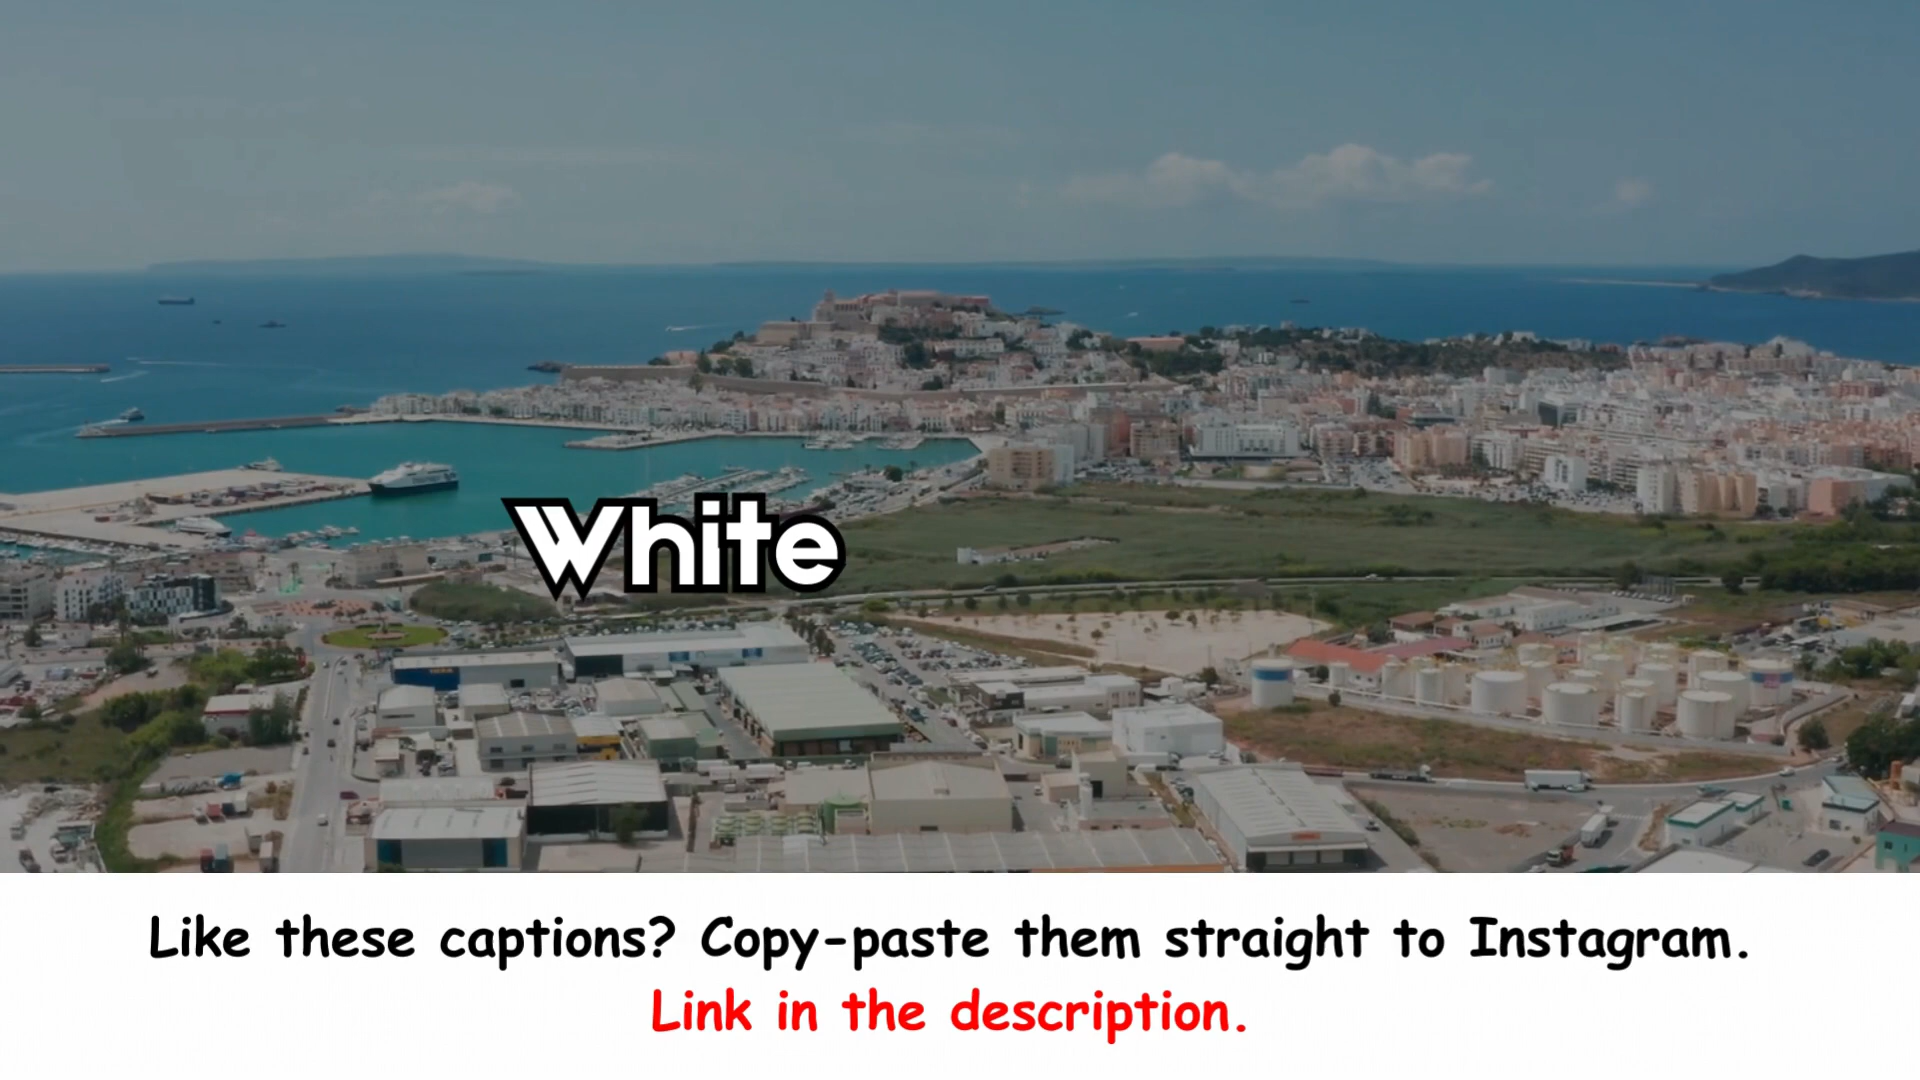 White
Like these captions? Copy-paste them straight to Instagram.
Link in the description.